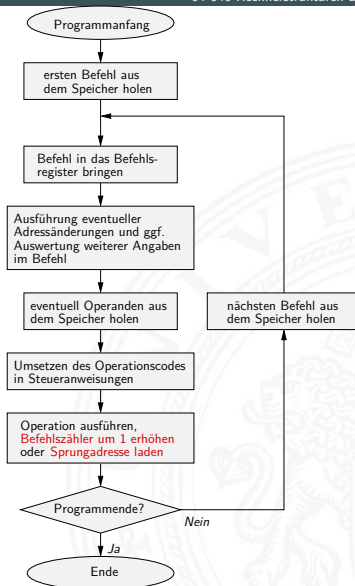 Programmanfang
ersten Befehl aus
dem Speicher holen
Befehl in das Befehls-
register bringen
Ausführung eventueller
Adressänderungen und ggf.
Auswertung weiterer Angaben
im Befehl
eventuell Operanden aus
dem Speicher holen
nächsten Befehl aus
dem Speicher holen
Umsetzen des Operationscodes
in Steueranweisungen
Operation ausführen,
Befehlszähler um 1 erhöhen
oder Sprungadresse laden
Programmende?
Nein
Ja
Ende